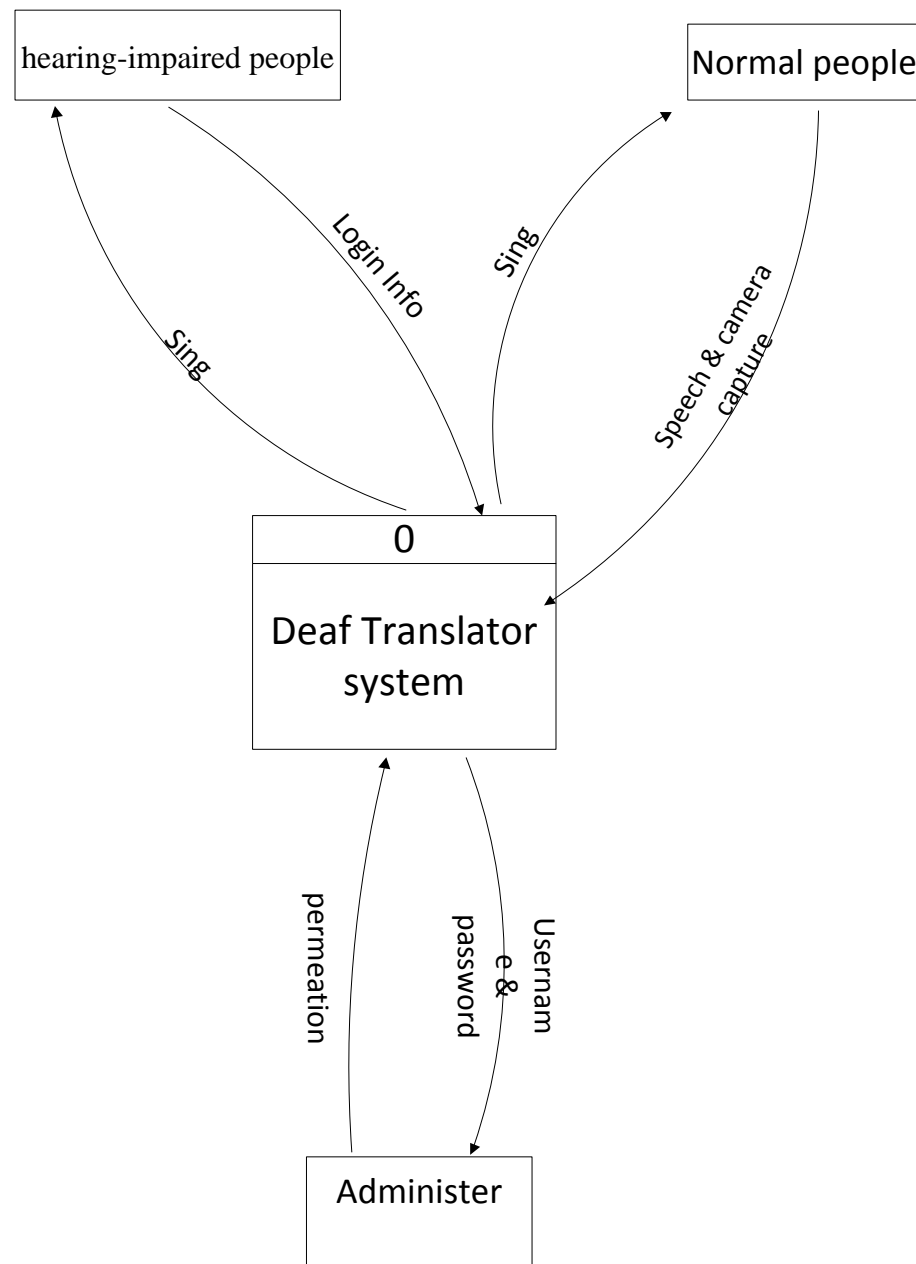 hearing-impaired people
Normal people
Login Info
Sing
Sing
Speech & camera
capture
0
Deaf Translator
system
permeation
Usernam
e &
password
Administer